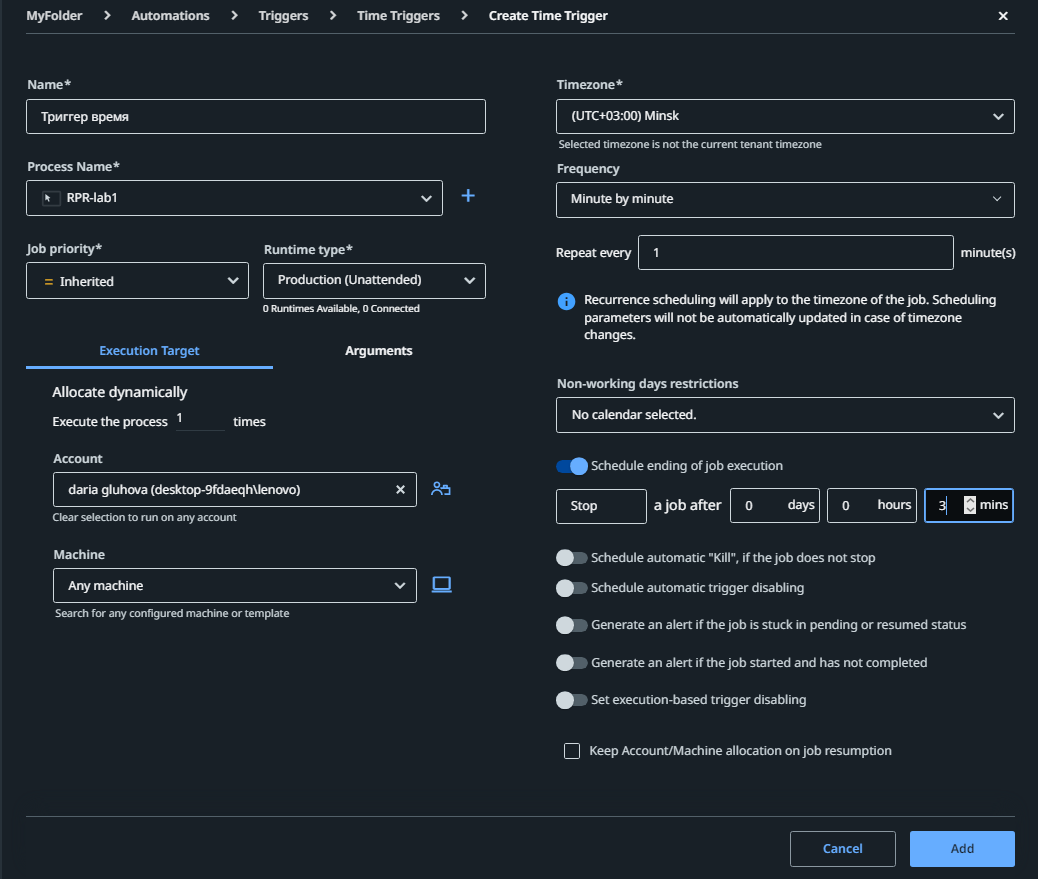 MyFolder > Automations > Triggers > Time Triggers > Create Time Trigger
Name*
Триггер время
Process Name*
RPR-lab1
Job priority*
Inherited
Runtime type*
Production (Unattended)
0 Runtimes Available, 0 Connected
Execution Target
Arguments
Allocate dynamically
Execute the process 1 times
Account
daria gluhova (desktop-9fdaeqh\lenovo)
Clear selection to run on any account
Machine
Any machine
Search for any configured machine or template
Timezone*
(UTC+03:00) Minsk
Selected timezone is not the current tenant timezone
Frequency
Minute by minute
Repeat every 1 minute(s)
Recurrence scheduling will apply to the timezone of the job. Scheduling
parameters will not be automatically updated in case of timezone
changes.
Non-working days restrictions
No calendar selected.
Schedule ending of job execution
Stop a job after 0 days 0 hours 3 mins
Schedule automatic "Kill", if the job does not stop
Schedule automatic trigger disabling
Generate an alert if the job is stuck in pending or resumed status
Generate an alert if the job started and has not completed
Set execution-based trigger disabling
Keep Account/Machine allocation on job resumption
Cancel
Add